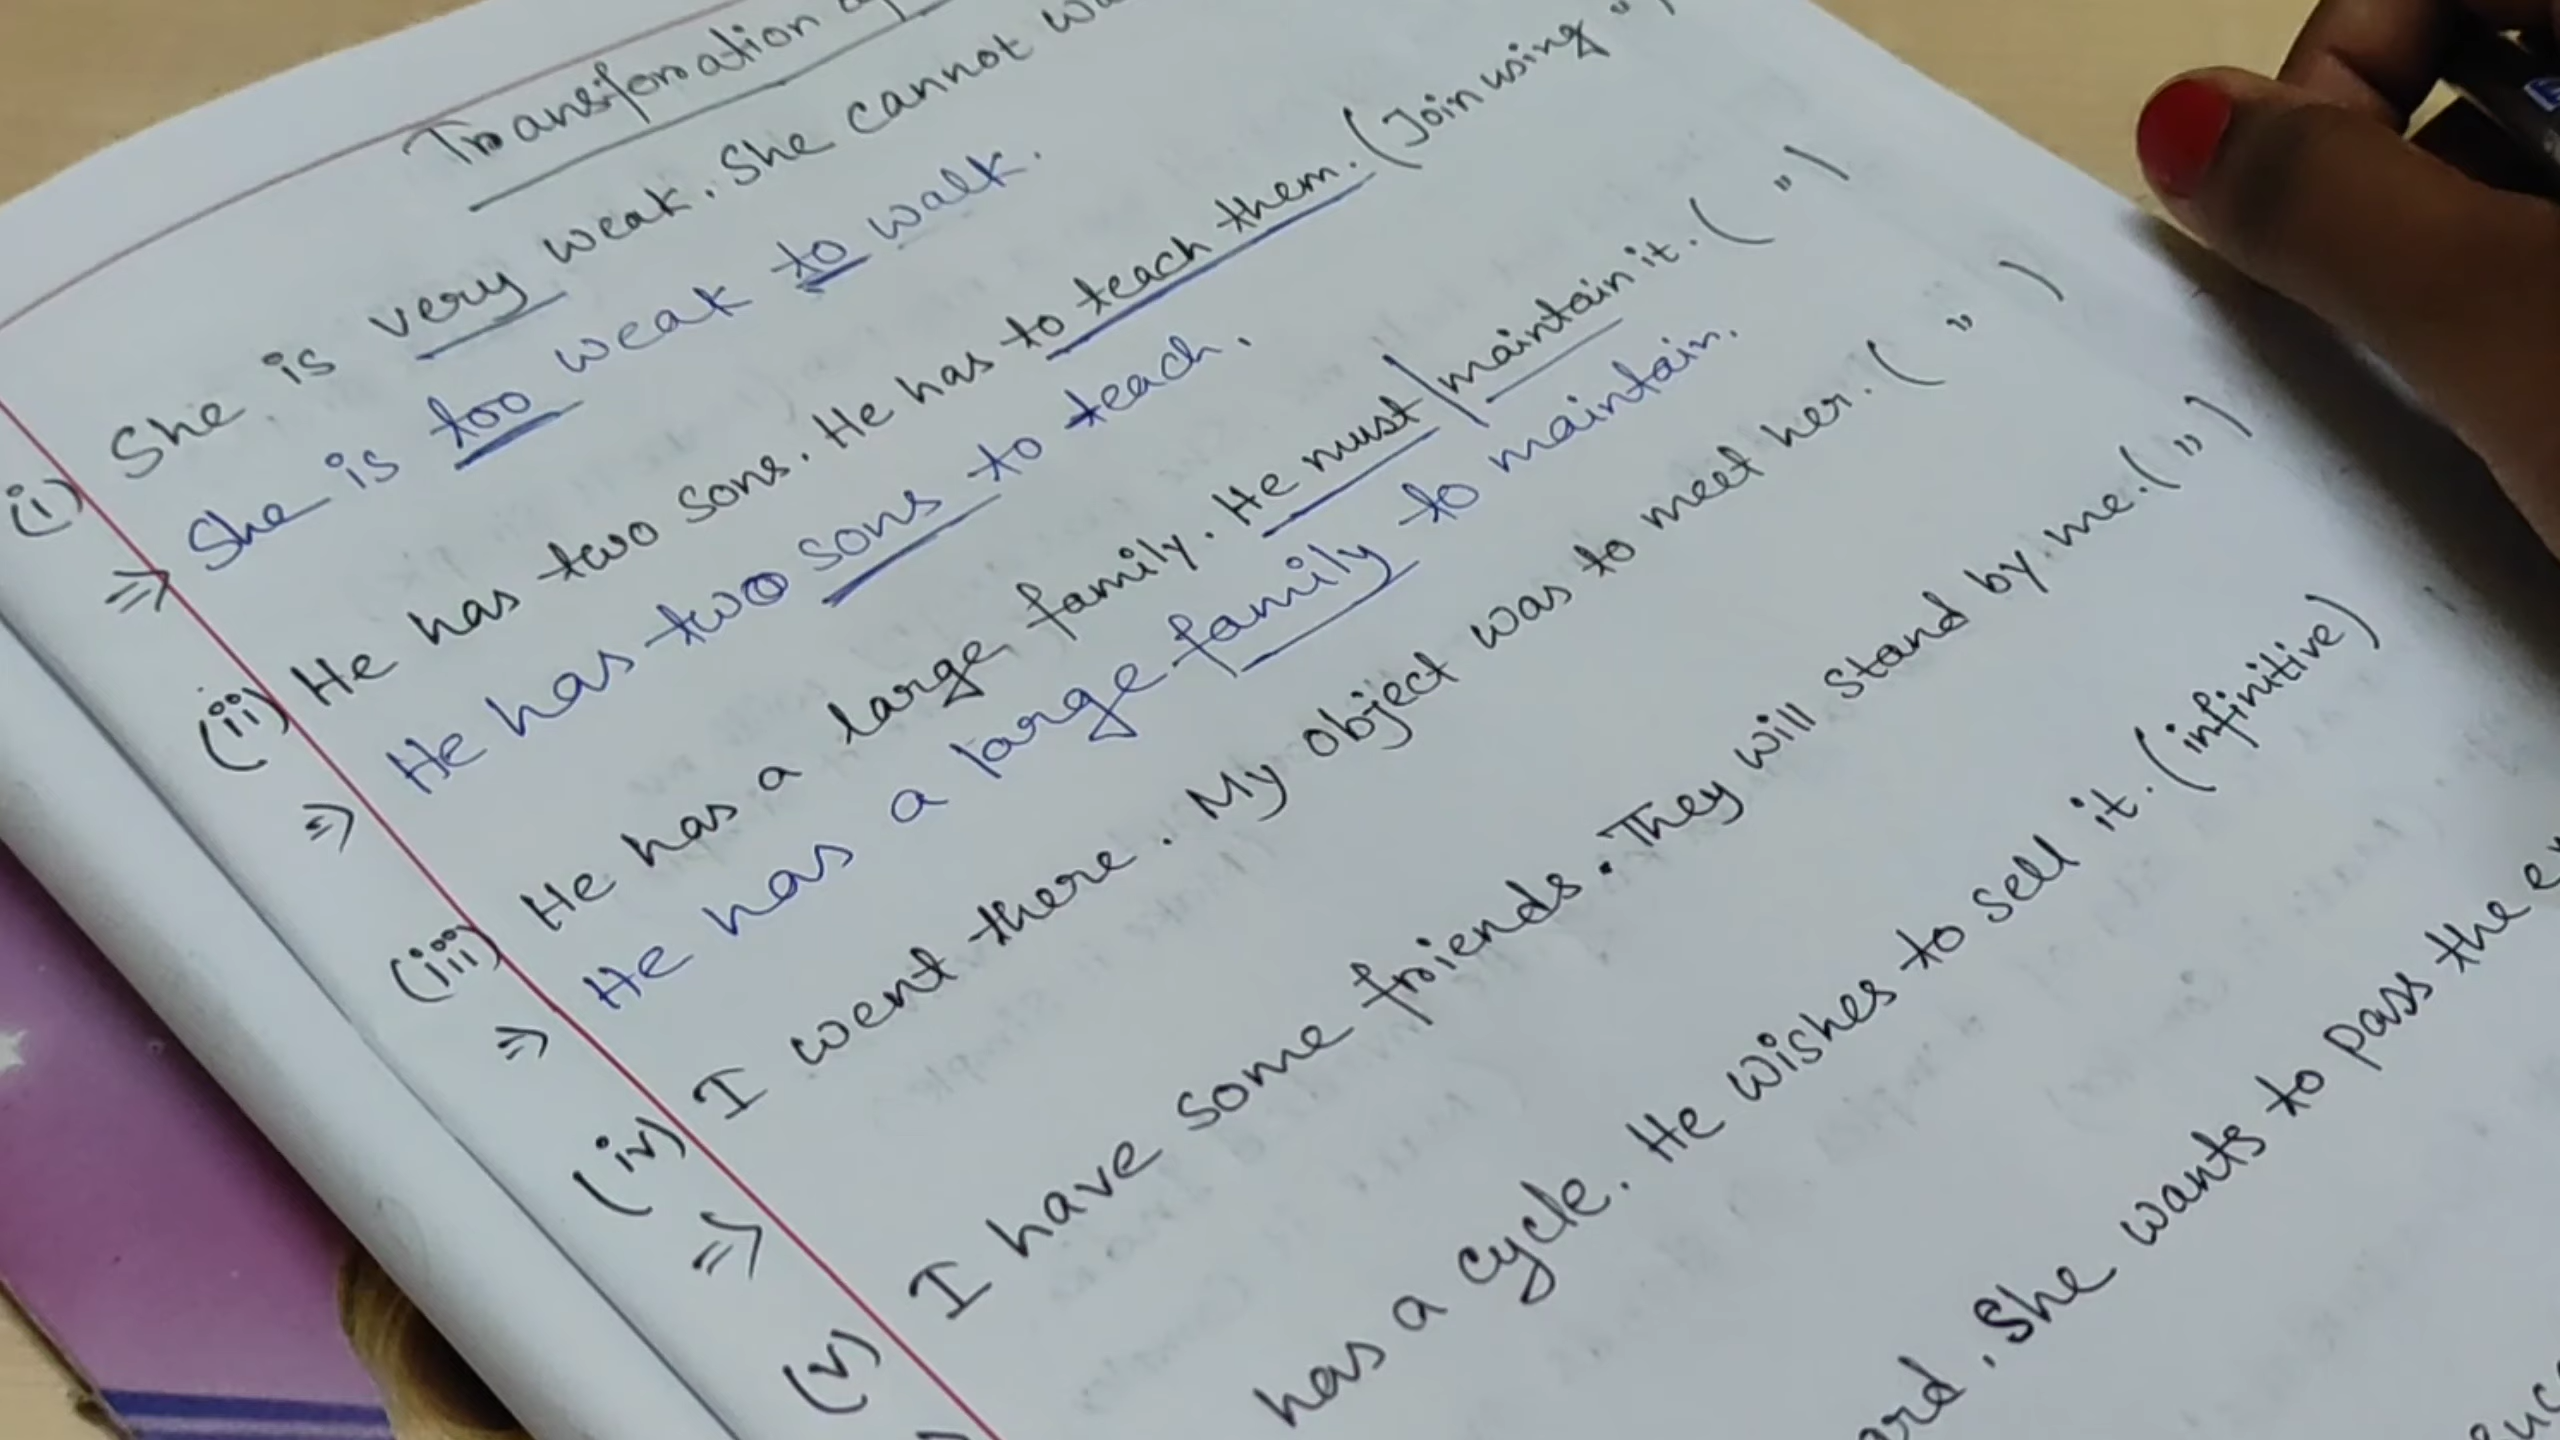 Transformation
(i) She is very weak. She cannot
⇒ She is too weak to walk.
(ii) He has two sons. He has to teach them. (Join using "
⇒ He has two sons to teach.
(iii) He has a large family. He must maintain it. ( " )
⇒ He has a large family to maintain.
(iv) I went there. My object was to meet her. ( " )
⇒
(v) I have some friends. They will stand by me. ( " )
has a cycle. He wishes to sell it. (infinitive)
She wants to pass the